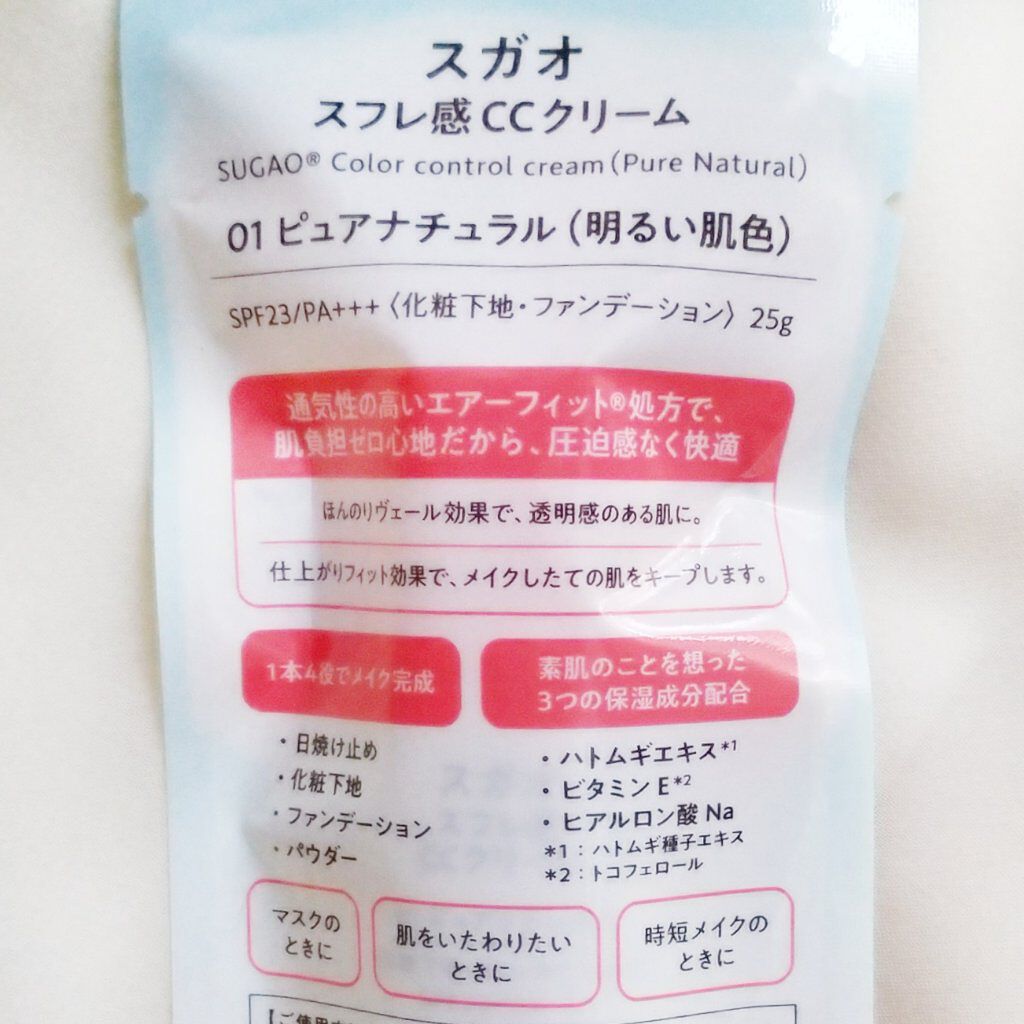 スガオ
スフレ感CCクリーム
SUGAO® Color control cream(Pure Natural)
01 ピュアナチュラル(明るい肌色)
SPF23/PA+++〈化粧下地・ファンデーション〉25g
通気性の高いエアーフィット®処方で、
肌負担ゼロ心地だから、圧迫感なく快適
ほんのりヴェール効果で、透明感のある肌に。
仕上がりフィット効果で、メイクしたての肌をキープします。
1本4役でメイク完成
・日焼け止め
・化粧下地
・ファンデーション
・パウダー
素肌のことを想った
3つの保湿成分配合
・ハトムギエキス*1
・ビタミンE*2
・ヒアルロン酸Na
*1:ハトムギ種子エキス
*2:トコフェロール
マスクの
ときに
肌をいたわりたい
ときに
時短メイクの
ときに